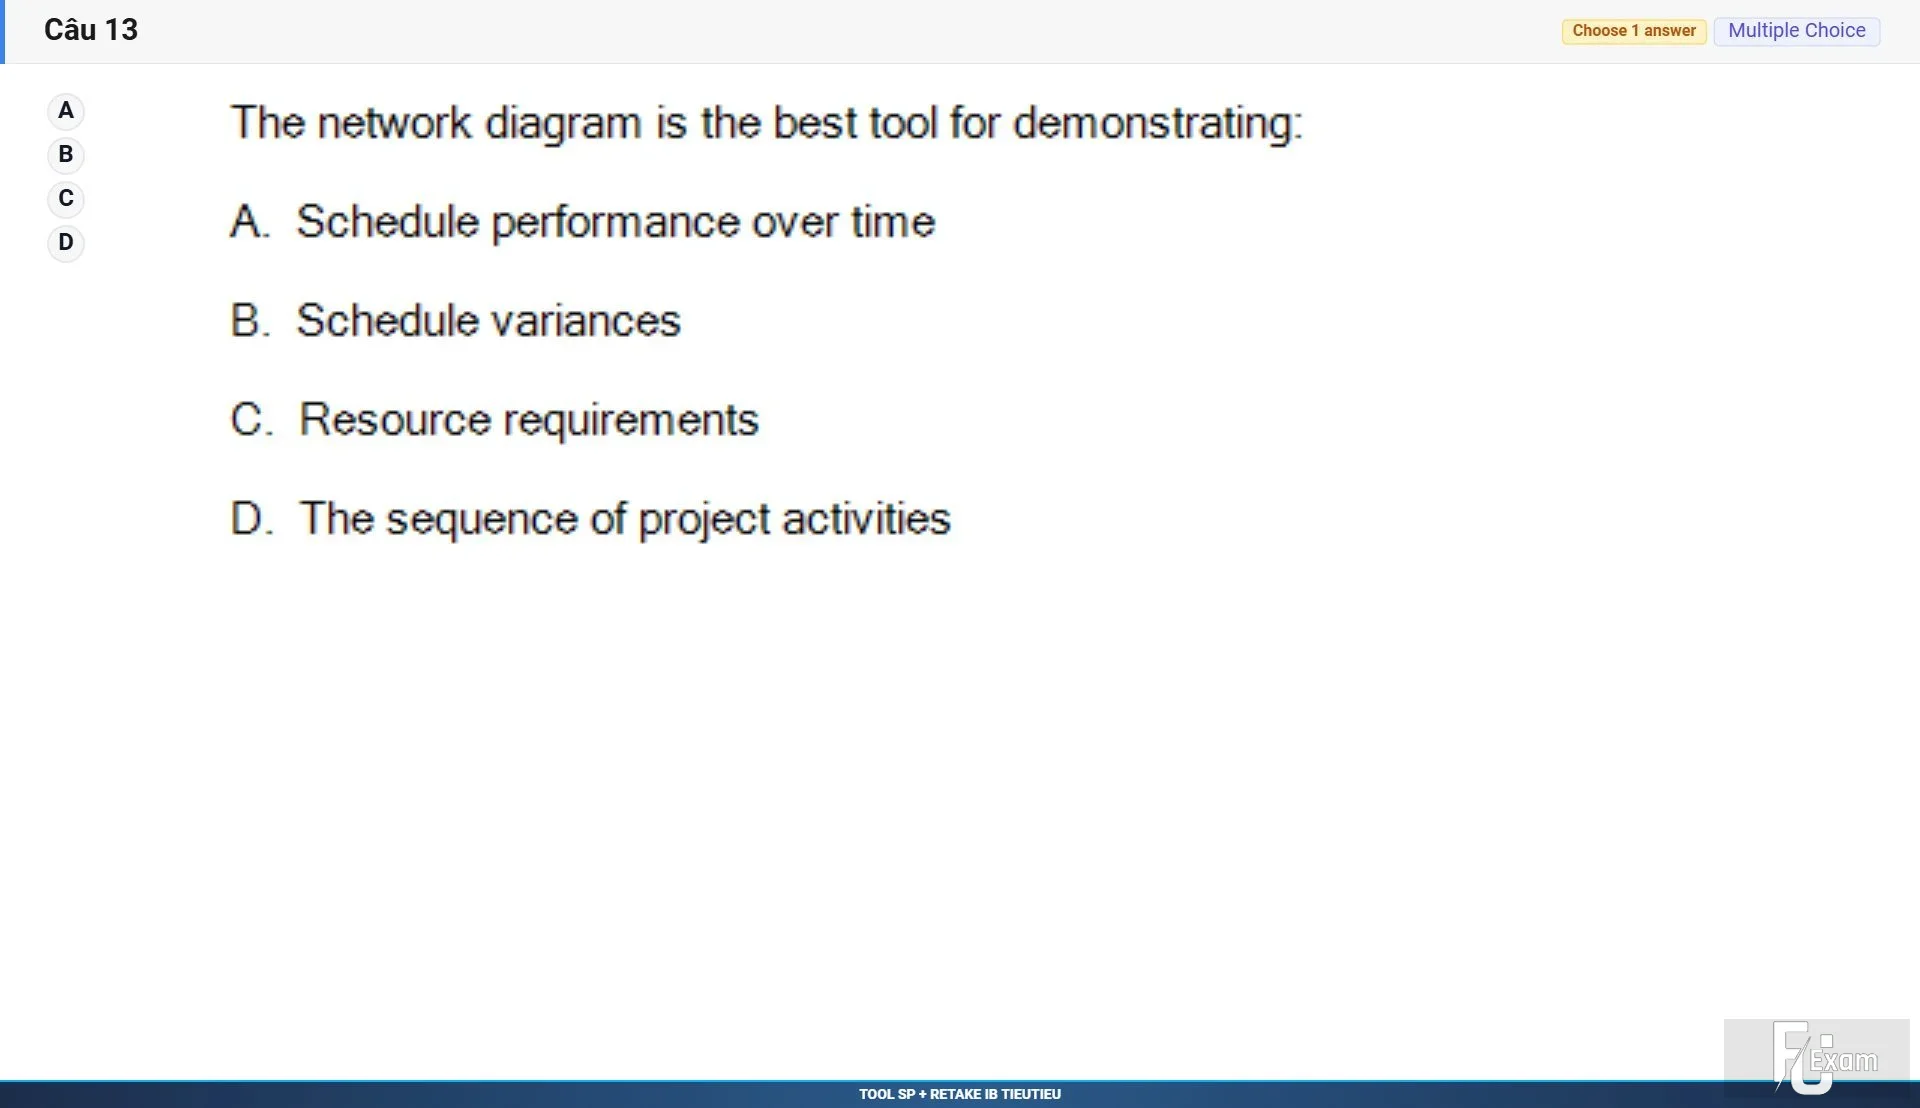 Câu 13
Choose 1 answer
Multiple Choice
A
B
C
D
The network diagram is the best tool for demonstrating:
A. Schedule performance over time
B. Schedule variances
C. Resource requirements
D. The sequence of project activities
FU Exam
TOOL SP + RETAKE IB TIEUTIEU